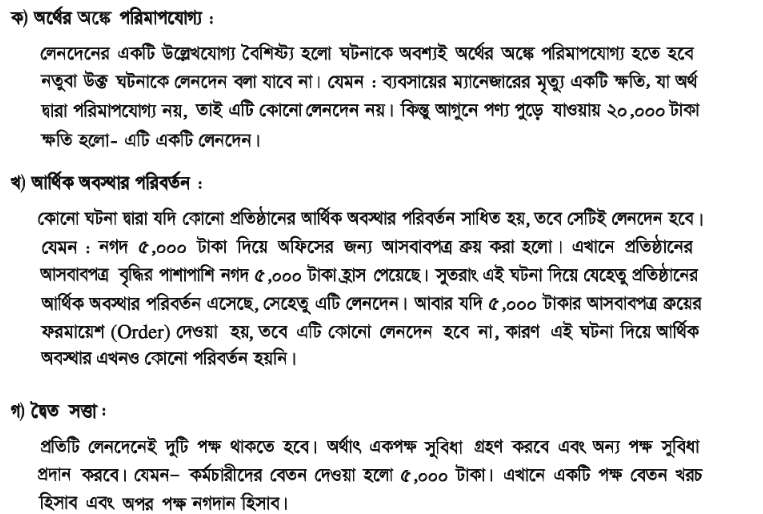 ক) অর্থের অঙ্কে পরিমাপযোগ্য :
লেনদেনের একটি উল্লেখযোগ্য বৈশিষ্ট্য হলো ঘটনাকে অবশ্যই অর্থের অঙ্কে পরিমাপযোগ্য হতে হবে
নতুবা উক্ত ঘটনাকে লেনদেন বলা যাবে না। যেমন : ব্যবসায়ের ম্যানেজারের মৃত্যু একটি ক্ষতি, যা অর্থ
দ্বারা পরিমাপযোগ্য নয়, তাই এটি কোনো লেনদেন নয়। কিন্তু আগুনে পণ্য পুড়ে যাওয়ায় ২০,০০০ টাকা
ক্ষতি হলো- এটি একটি লেনদেন।
খ) আর্থিক অবস্থার পরিবর্তন :
কোনো ঘটনা দ্বারা যদি কোনো প্রতিষ্ঠানের আর্থিক অবস্থার পরিবর্তন সাধিত হয়, তবে সেটিই লেনদেন হবে।
যেমন : নগদ ৫,০০০ টাকা দিয়ে অফিসের জন্য আসবাবপত্র ক্রয় করা হলো। এখানে প্রতিষ্ঠানের
আসবাবপত্র বৃদ্ধির পাশাপাশি নগদ ৫,০০০ টাকা হ্রাস পেয়েছে। সুতরাং এই ঘটনা দিয়ে যেহেতু প্রতিষ্ঠানের
আর্থিক অবস্থার পরিবর্তন এসেছে, সেহেতু এটি লেনদেন। আবার যদি ৫,০০০ টাকার আসবাবপত্র ক্রয়ের
ফরমায়েশ (Order) দেওয়া হয়, তবে এটি কোনো লেনদেন হবে না, কারণ এই ঘটনা দিয়ে আর্থিক
অবস্থার এখনও কোনো পরিবর্তন হয়নি।
গ) দ্বৈত সত্তা :
প্রতিটি লেনদেনেই দুটি পক্ষ থাকতে হবে। অর্থাৎ একপক্ষ সুবিধা গ্রহণ করবে এবং অন্য পক্ষ সুবিধা
প্রদান করবে। যেমন– কর্মচারীদের বেতন দেওয়া হলো ৫,০০০ টাকা। এখানে একটি পক্ষ বেতন খরচ
হিসাব এবং অপর পক্ষ নগদান হিসাব।